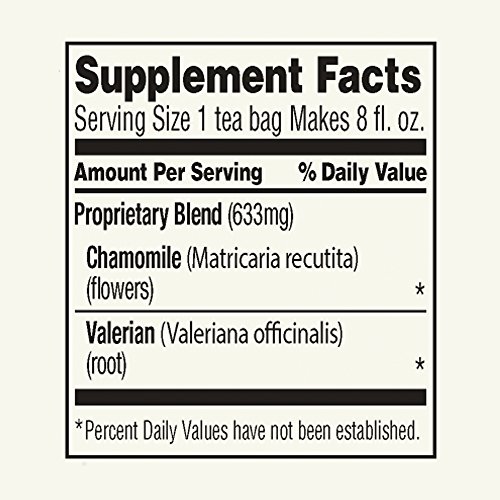 Supplement Facts
Serving Size 1 tea bag Makes 8 fl. oz.
Amount Per Serving % Daily Value
Proprietary Blend (633mg)
Chamomile (Matricaria recutita)
(flowers) *
Valerian (Valeriana officinalis)
(root) *
*Percent Daily Values have not been established.